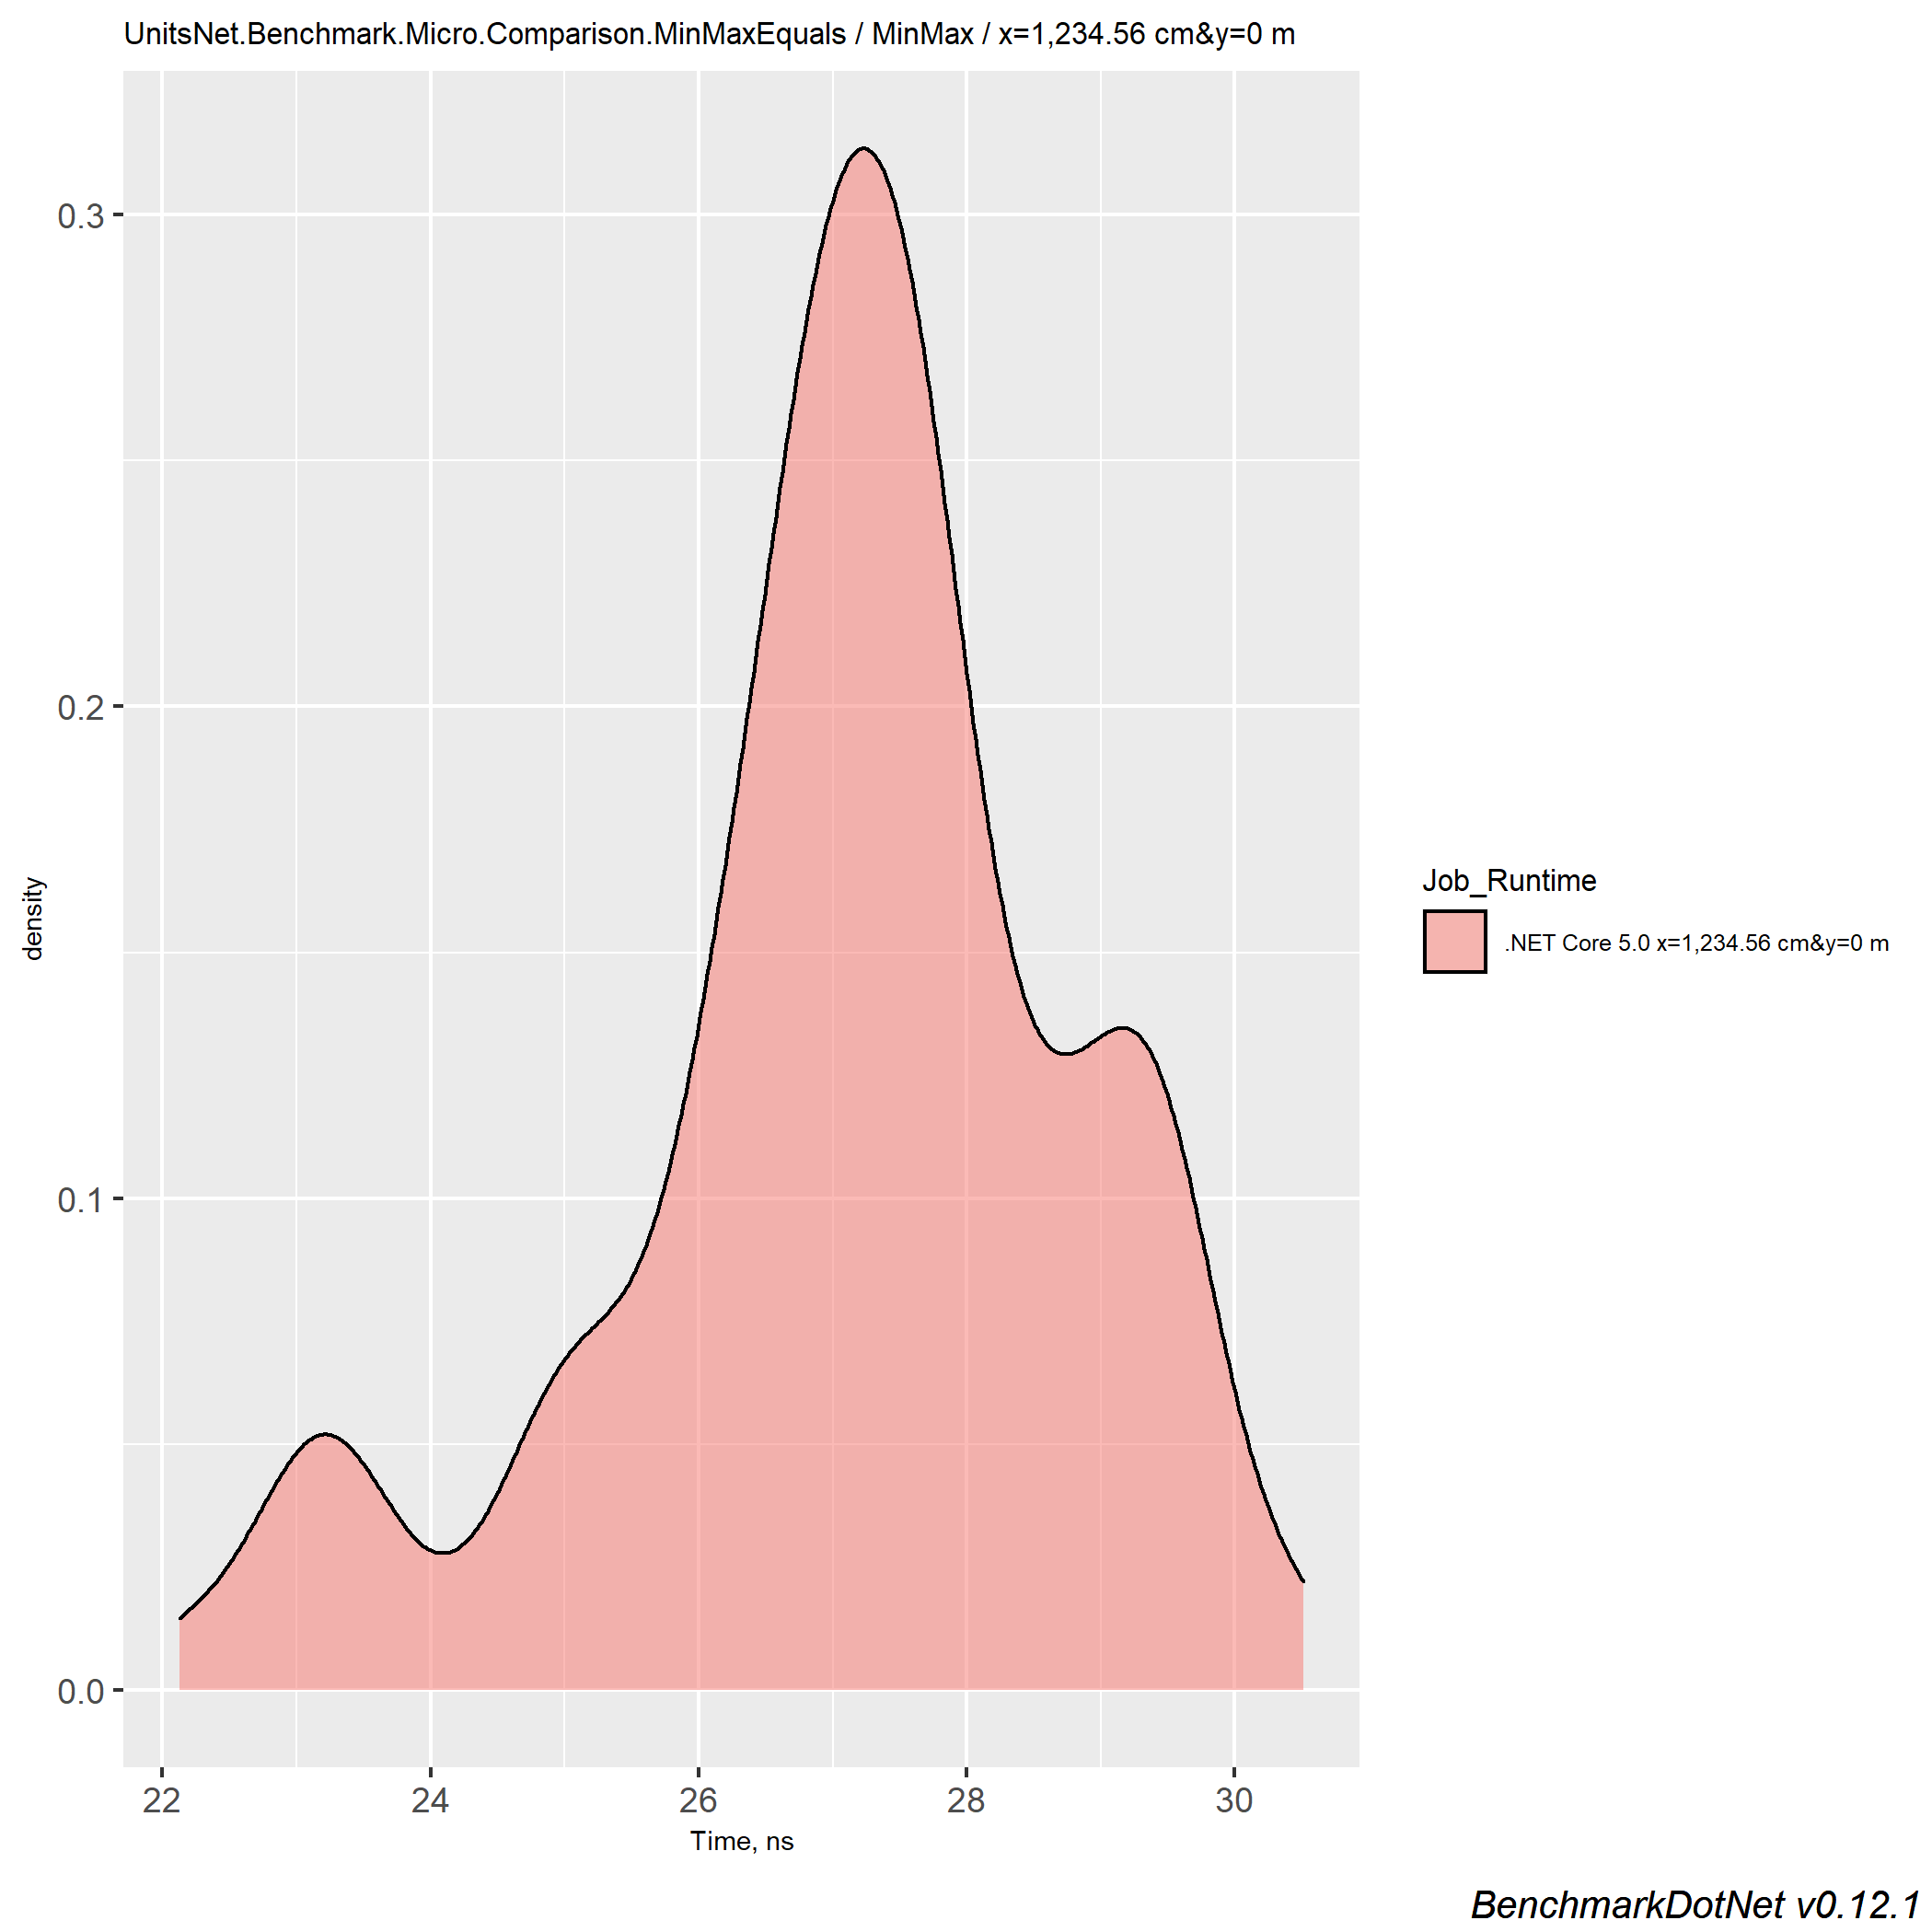 UnitsNet.Benchmark.Micro.Comparison.MinMaxEquals / MinMax / x=1,234.56 cm&y=0 m
0.3
0.2
0.1
0.0
density
22 24 26 28 30
Time, ns
Job_Runtime
.NET Core 5.0 x=1,234.56 cm&y=0 m
BenchmarkDotNet v0.12.1